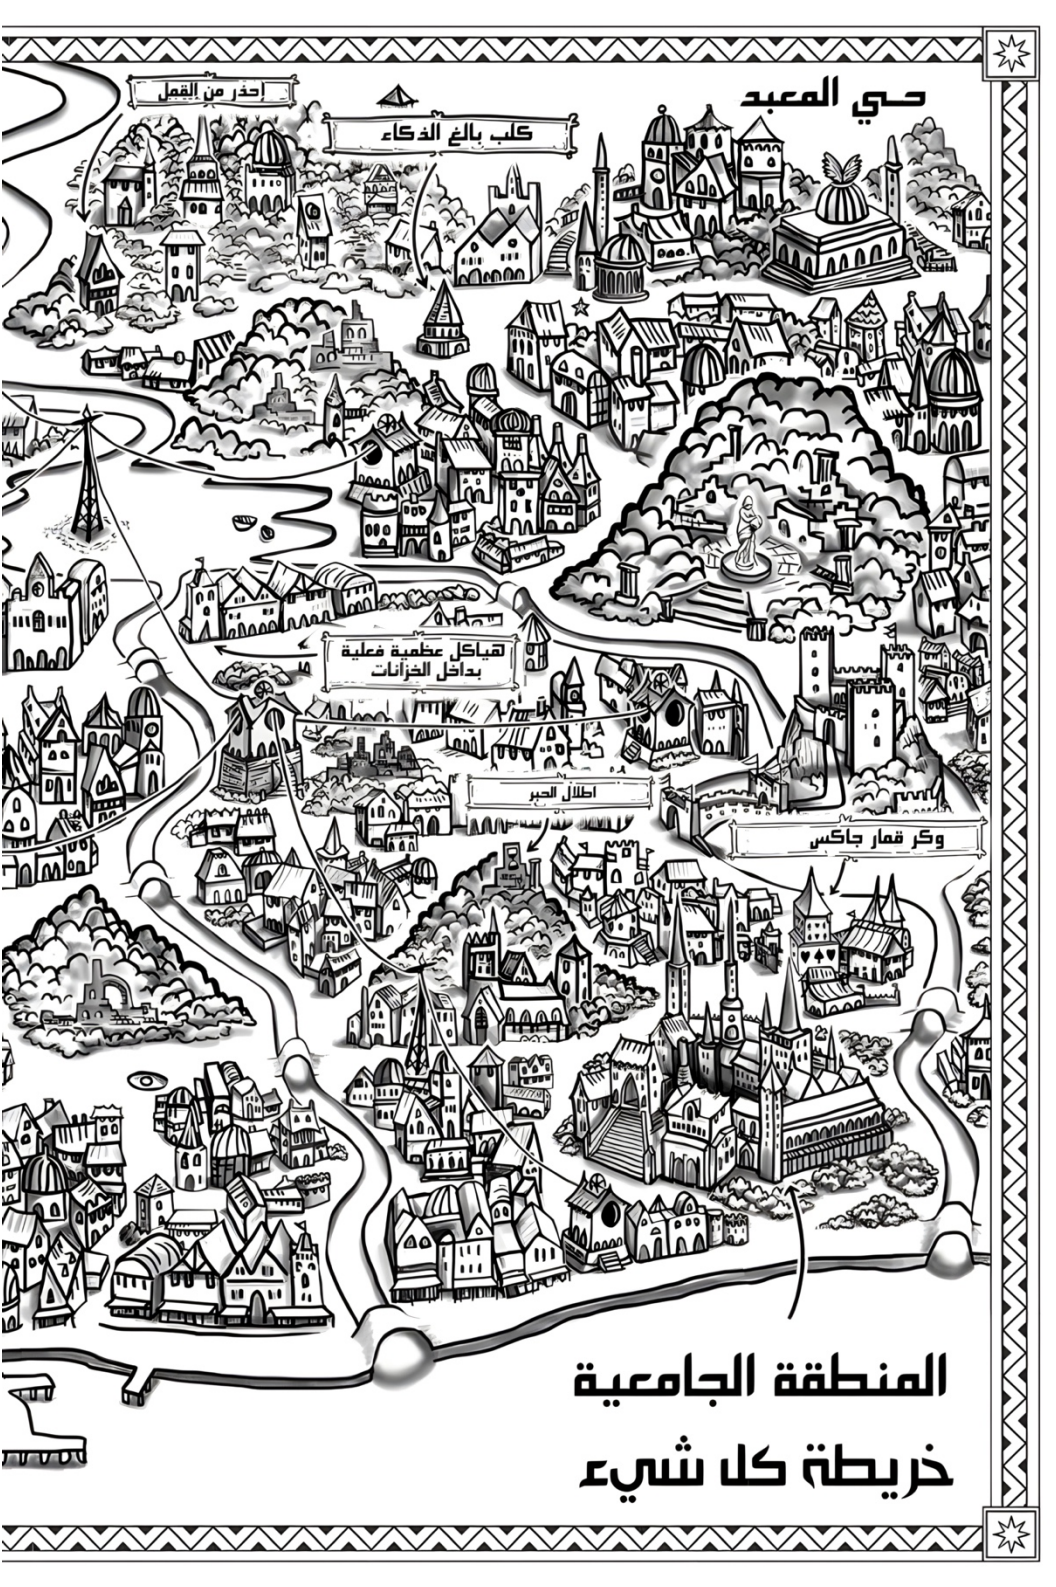 حي المعبد
إحذر من القمل
كلب بالغ الذكاء
هياكل عظمية فعلية
بداخل الخزانات
اطلال الحبر
وكر قمار جاكس
المنطقة الجامعية
خريطة كل شيء